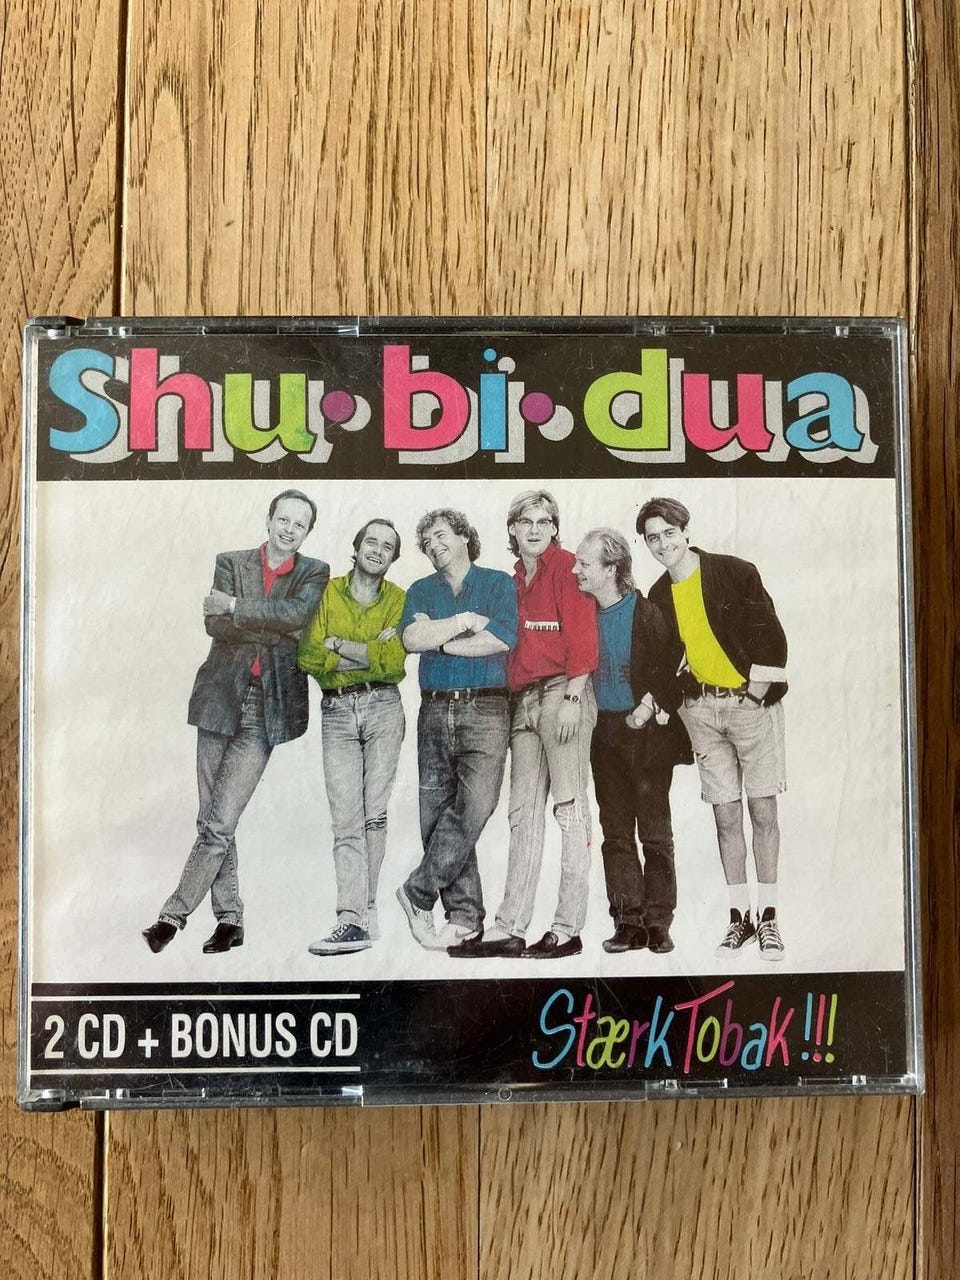 Shu•bi•dua
2 CD + BONUS CD
Stærk Tobak!!!